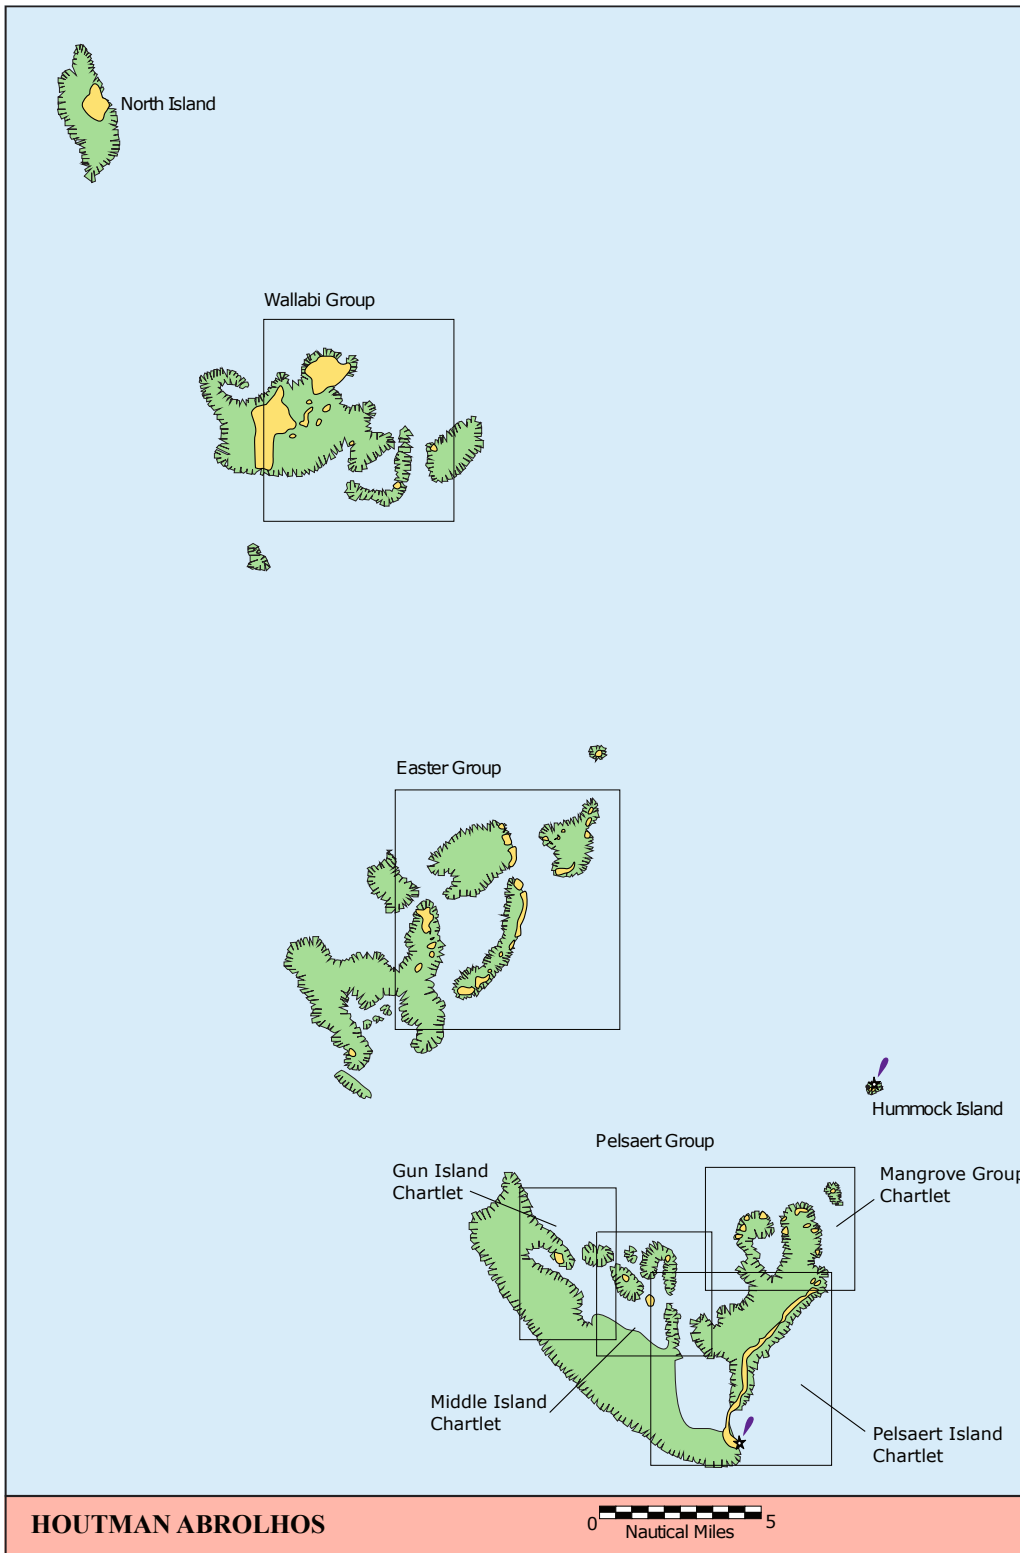 North Island
Wallabi Group
Easter Group
Hummock Island
Pelsaert Group
Gun Island
Chartlet
Mangrove Group
Chartlet
Middle Island
Chartlet
Pelsaert Island
Chartlet
HOUTMAN ABROLHOS
0 5
Nautical Miles